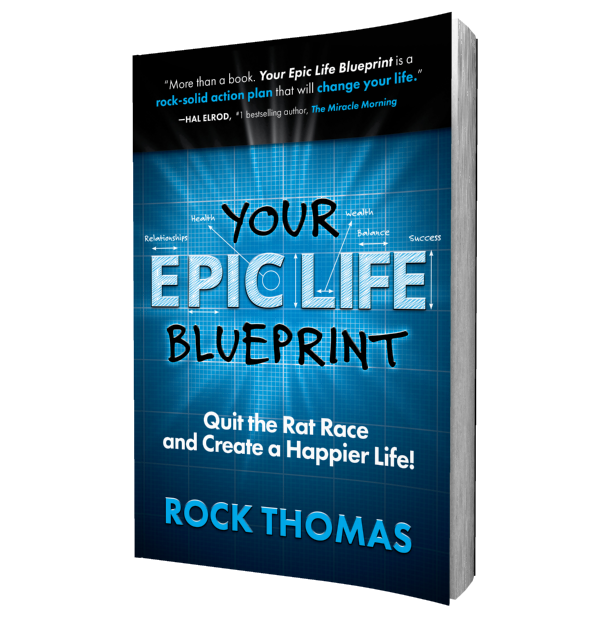 “More than a book. Your Epic Life Blueprint is a
rock-solid action plan that will change your life.”
—HAL ELROD, #1 bestselling author, The Miracle Morning
YOUR
Health
Wealth
Relationships
Balance
Success
EPIC LIFE
BLUEPRINT
Quit the Rat Race
and Create a Happier Life!
ROCK THOMAS